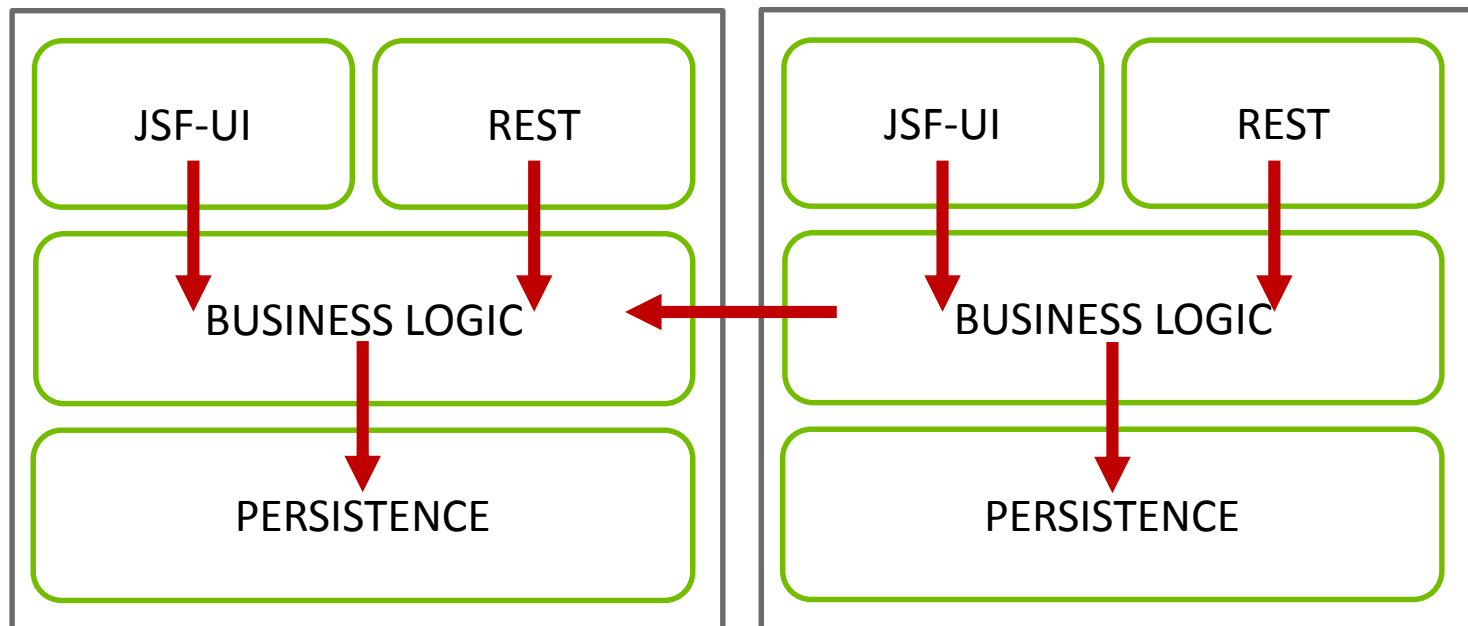 JSF-UI
REST
BUSINESS LOGIC
PERSISTENCE
JSF-UI
REST
BUSINESS LOGIC
PERSISTENCE